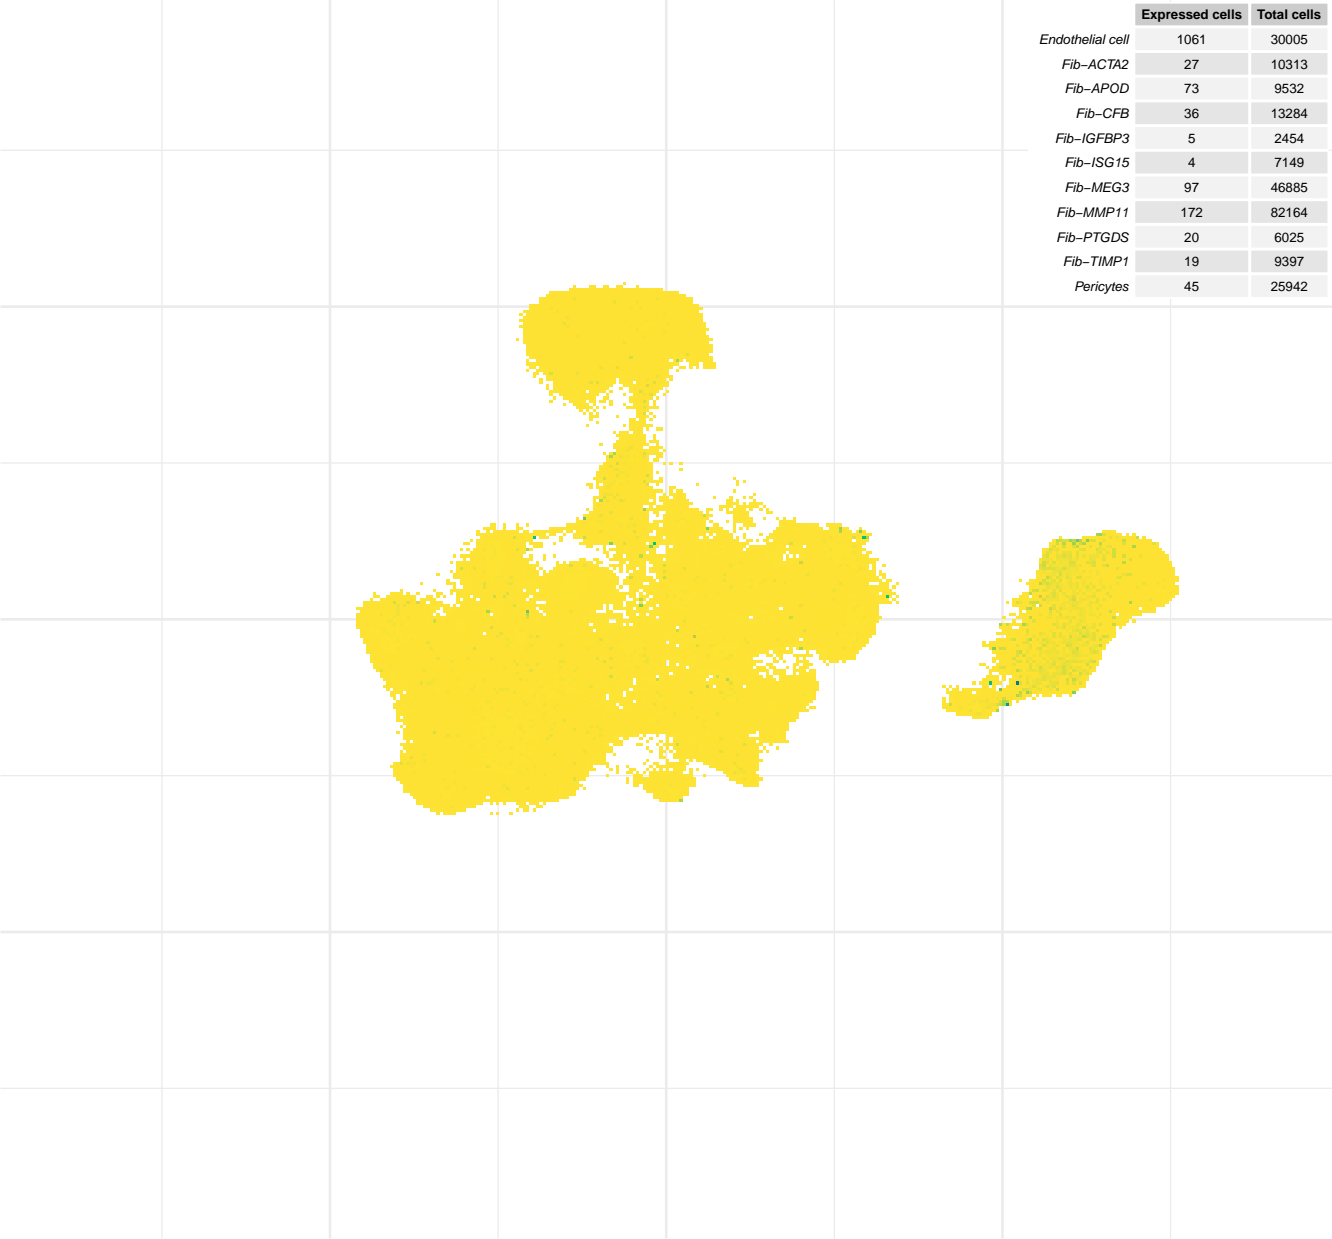 Expressed cells Total cells
Endothelial cell 1061 30005
Fib−ACTA2 27 10313
Fib−APOD 73 9532
Fib−CFB 36 13284
Fib−IGFBP3 5 2454
Fib−ISG15 4 7149
Fib−MEG3 97 46885
Fib−MMP11 172 82164
Fib−PTGDS 20 6025
Fib−TIMP1 19 9397
Pericytes 45 25942